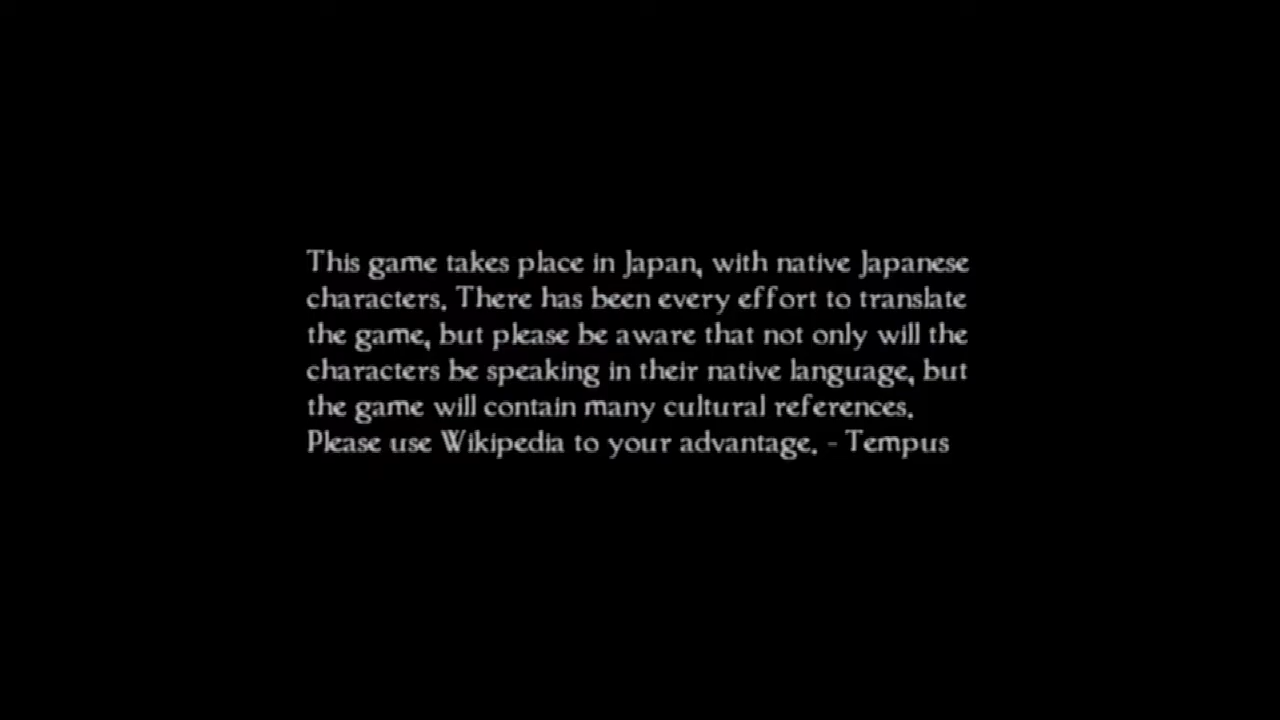 This game takes place in Japan, with native Japanese
characters. There has been every effort to translate
the game, but please be aware that not only will the
characters be speaking in their native language, but
the game will contain many cultural references.
Please use Wikipedia to your advantage. - Tempus